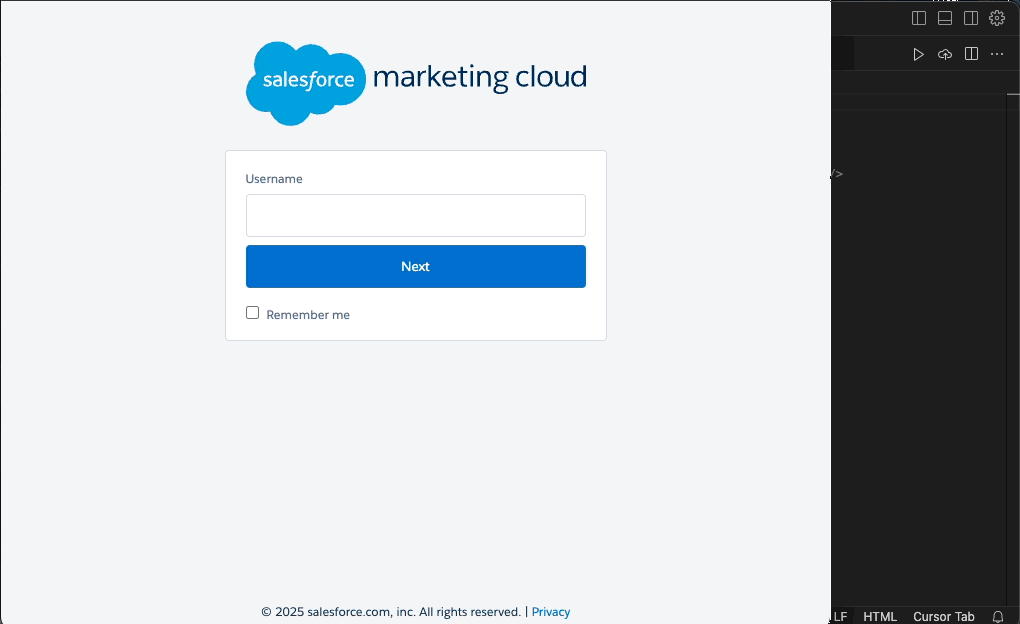 salesforce marketing cloud
Username
Next
Remember me
/>
© 2025 salesforce.com, inc. All rights reserved. | Privacy
LF HTML Cursor Tab